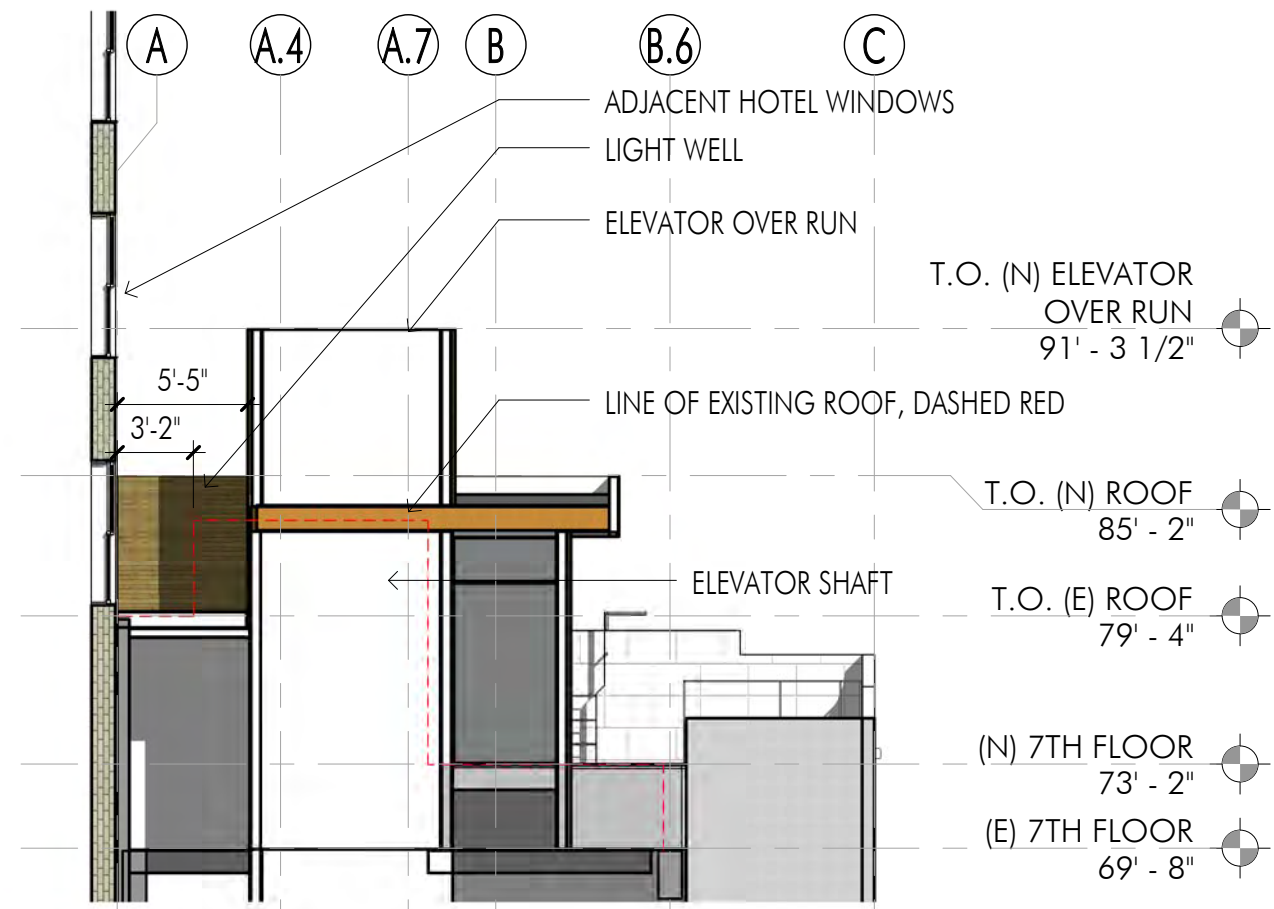 A
A.4
A.7
B
B.6
C
ADJACENT HOTEL WINDOWS
LIGHT WELL
ELEVATOR OVER RUN
T.O. (N) ELEVATOR
OVER RUN
91' - 3 1/2"
5'-5"
3'-2"
LINE OF EXISTING ROOF, DASHED RED
T.O. (N) ROOF
85' - 2"
ELEVATOR SHAFT
T.O. (E) ROOF
79' - 4"
(N) 7TH FLOOR
73' - 2"
(E) 7TH FLOOR
69' - 8"